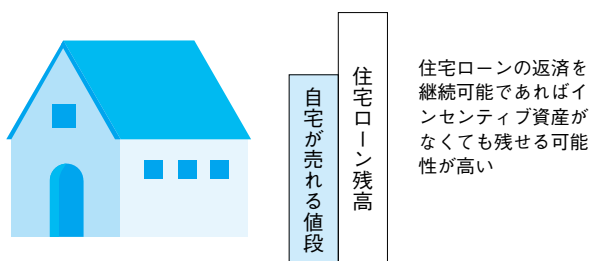 自宅が売れる値段
住宅ローン残高
住宅ローンの返済を
継続可能であればイ
ンセンティブ資産が
なくても残せる可能
性が高い